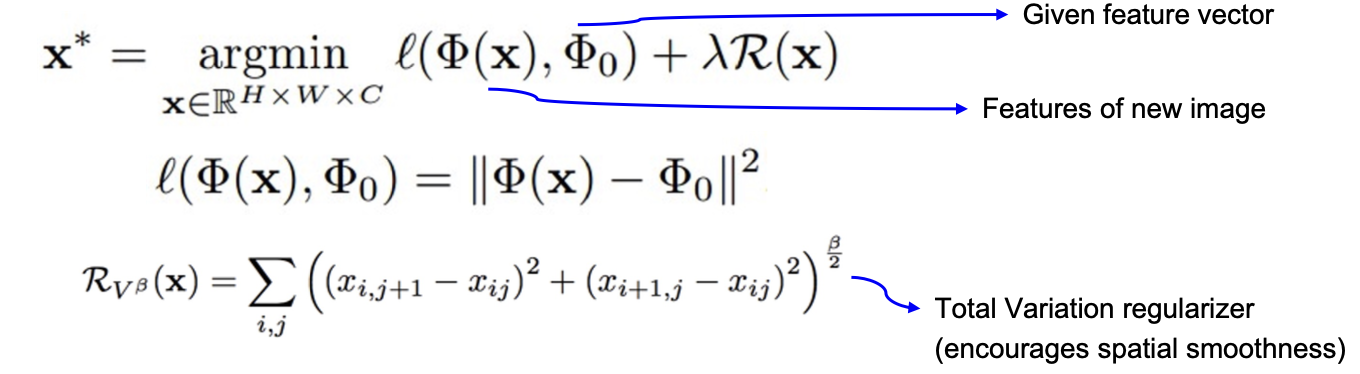 Given feature vector
x* = argmin ℓ(Φ(x), Φ₀) + λℛ(x)
x∈ℝ^{H×W×C}
Features of new image
ℓ(Φ(x), Φ₀) = ‖Φ(x) − Φ₀‖²
ℛ_{V^β}(x) = ∑_{i,j} ((x_{i,j+1} − x_{ij})² + (x_{i+1,j} − x_{ij})²)^{β/2}
Total Variation regularizer
(encourages spatial smoothness)